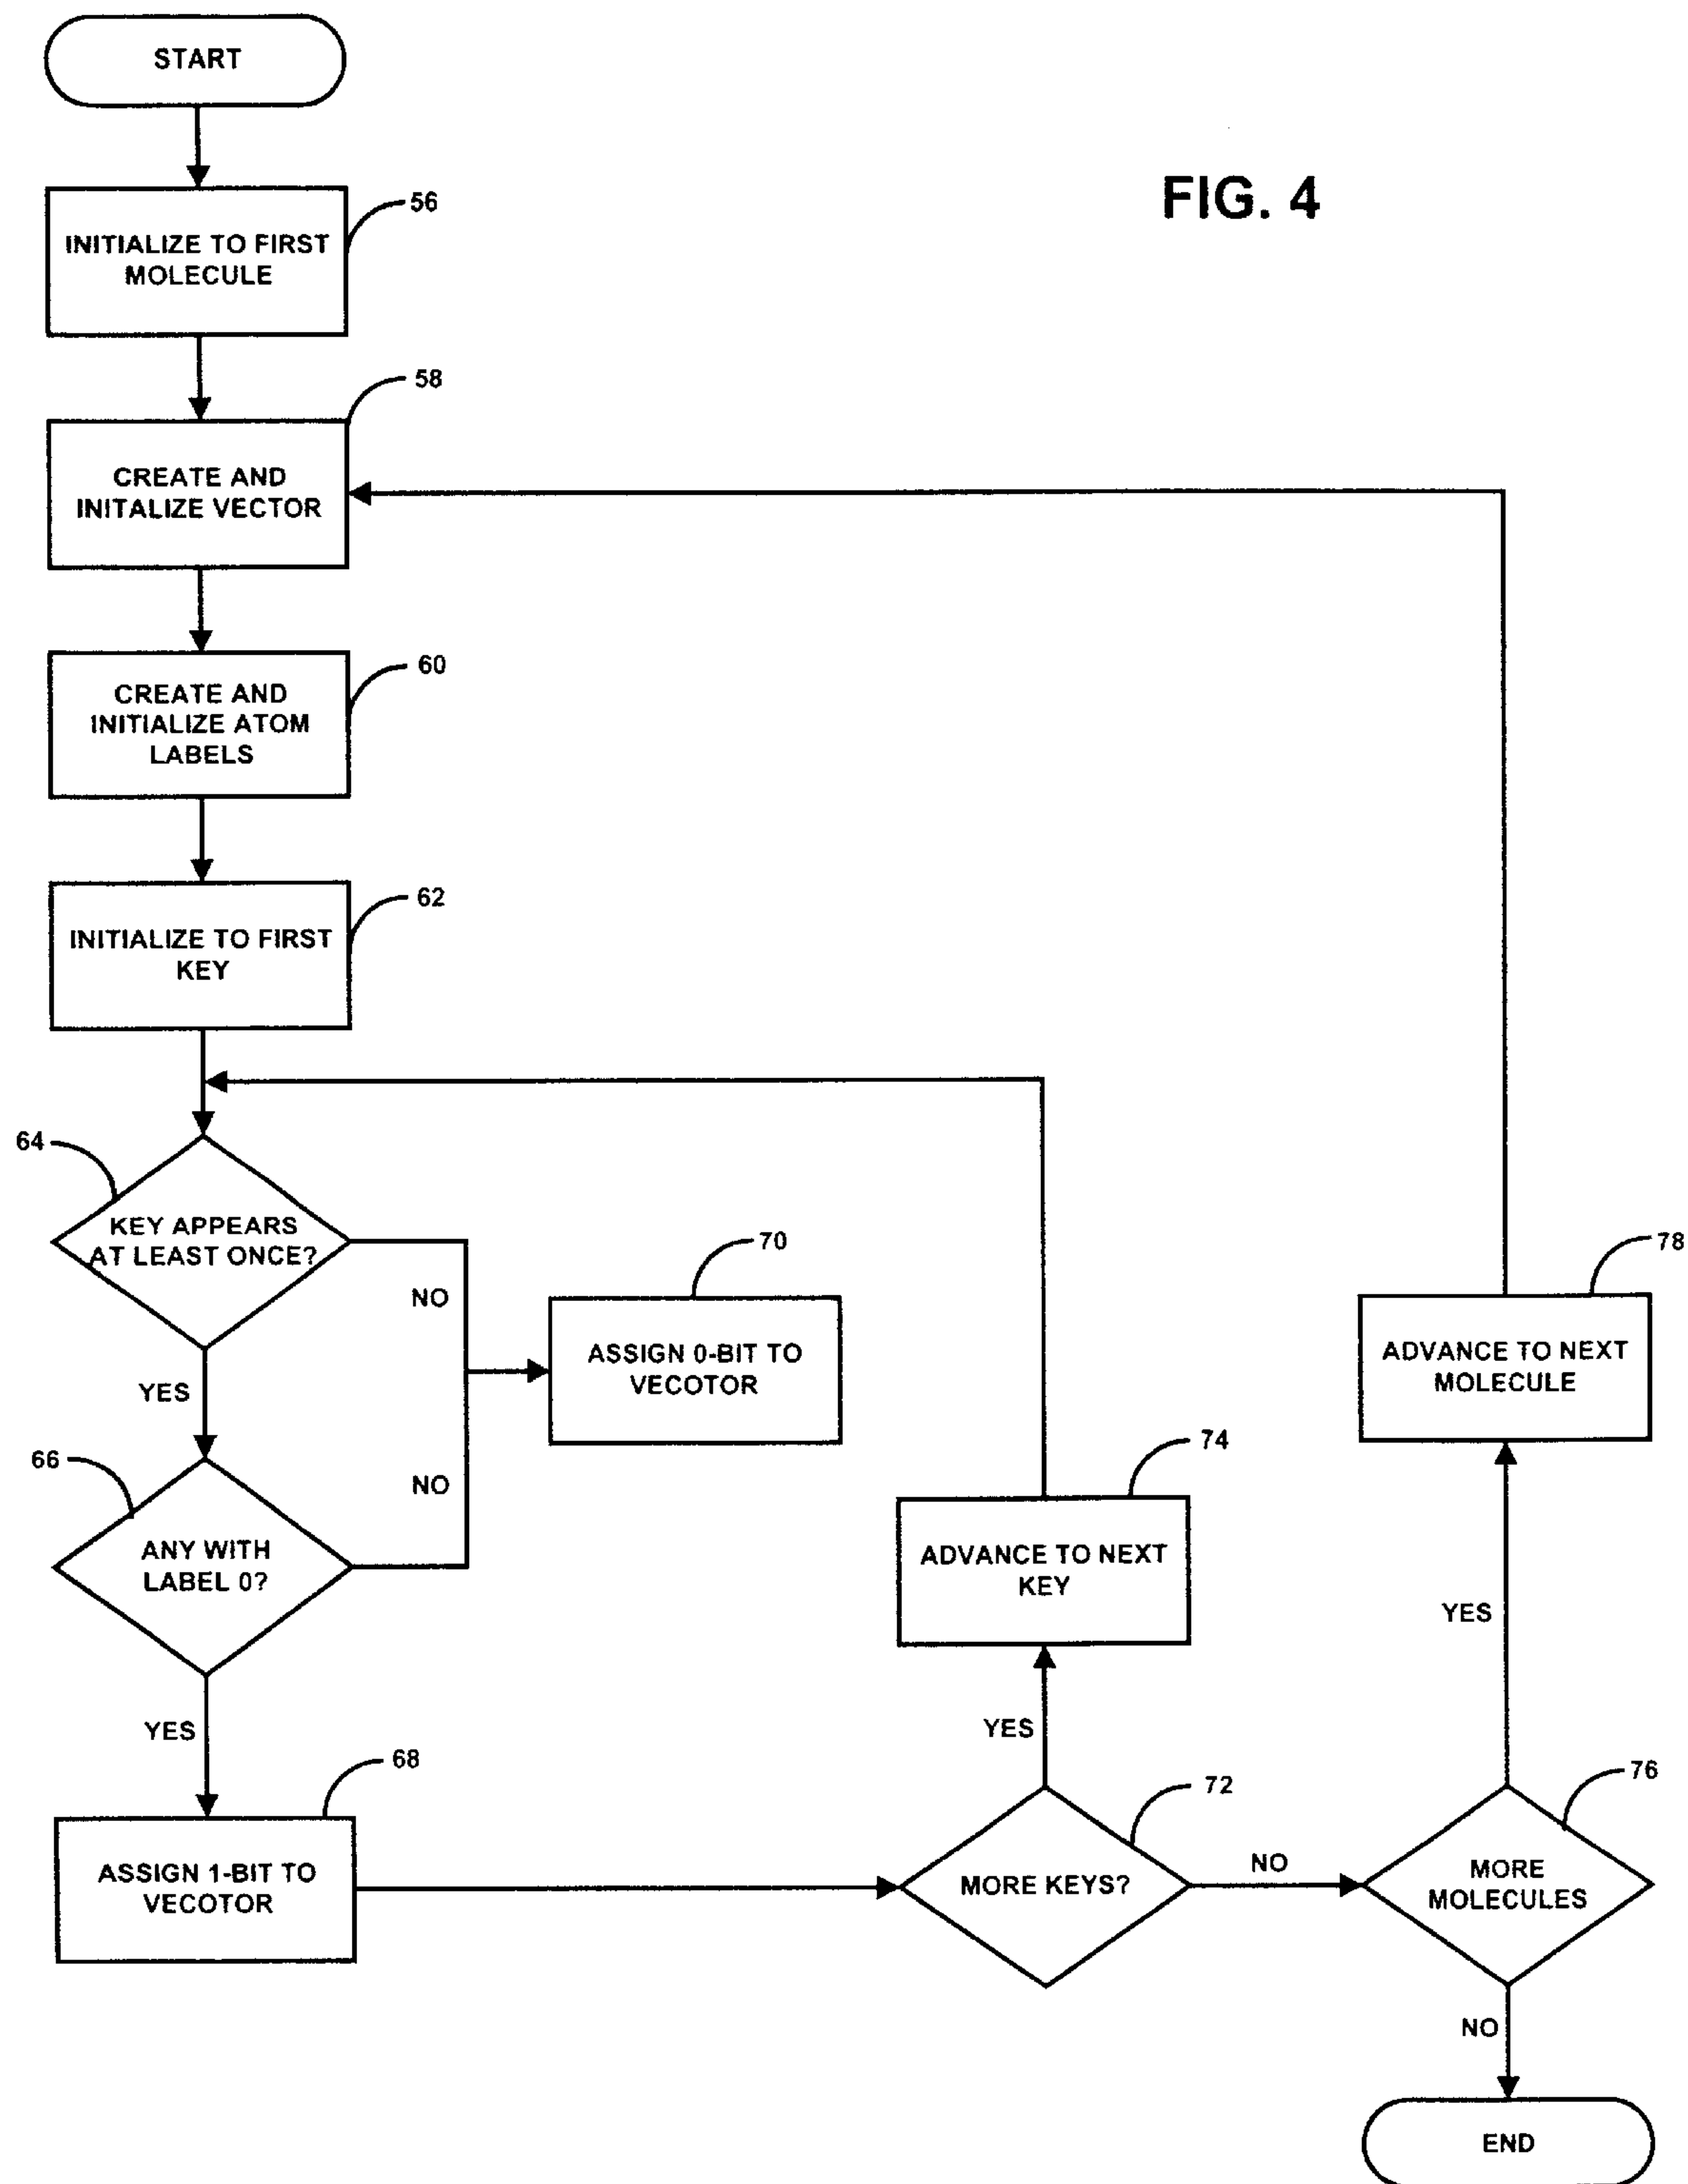 START
FIG. 4
56
INITIALIZE TO FIRST
MOLECULE
58
CREATE AND
INITALIZE VECTOR
60
CREATE AND
INITIALIZE ATOM
LABELS
62
INITIALIZE TO FIRST
KEY
64
KEY APPEARS
AT LEAST ONCE?
NO
YES
70
ASSIGN 0-BIT TO
VECOTOR
78
ADVANCE TO NEXT
MOLECULE
66
ANY WITH
LABEL 0?
NO
YES
74
ADVANCE TO NEXT
KEY
YES
YES
68
ASSIGN 1-BIT TO
VECOTOR
72
MORE KEYS?
NO
76
MORE
MOLECULES
NO
END